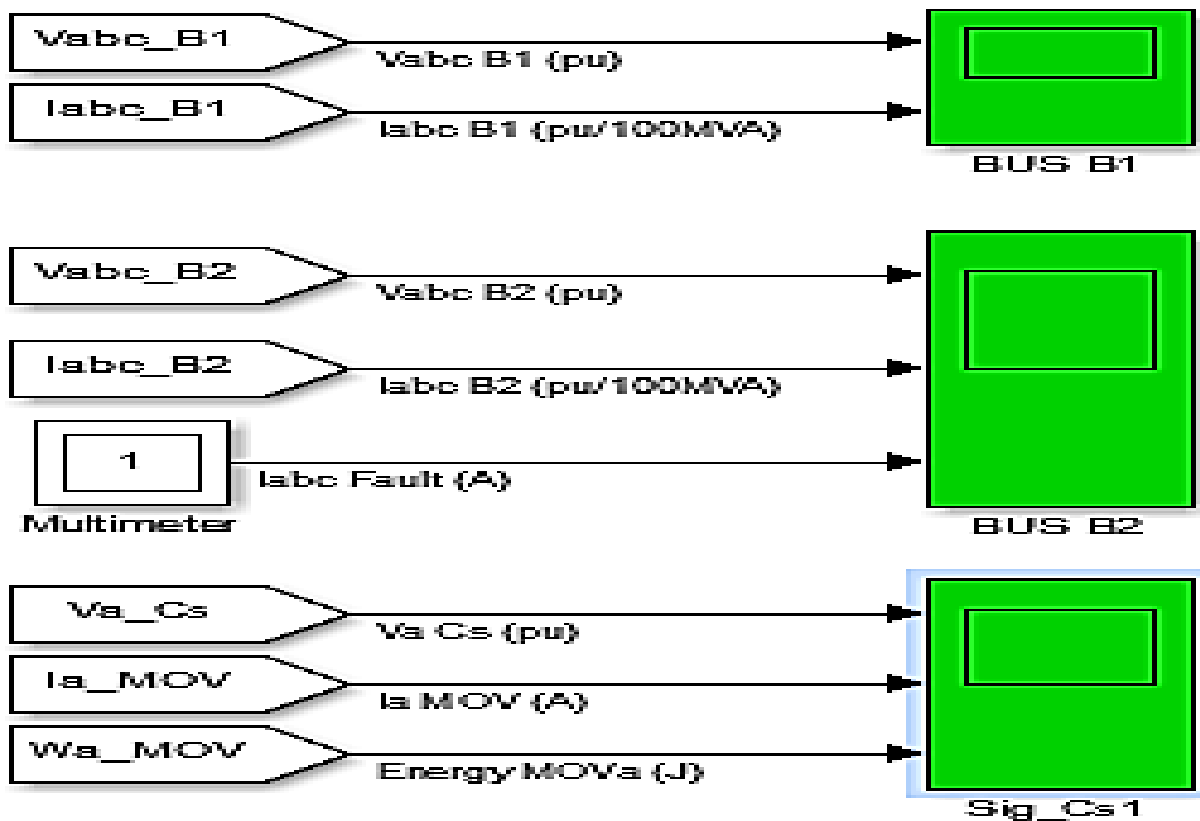 Vabc_B1
Vabc B1 (pu)
Iabc_B1
Iabc B1 (pu/100MVA)
BUS B1
Vabc_B2
Vabc B2 (pu)
Iabc_B2
Iabc B2 (pu/100MVA)
1
Iabc Fault (A)
Multimeter
BUS B2
Va_Cs
Va Cs (pu)
Ia_MOV
Ia MOV (A)
Wa_MOV
Energy MOVa (J)
Sig_Cs1